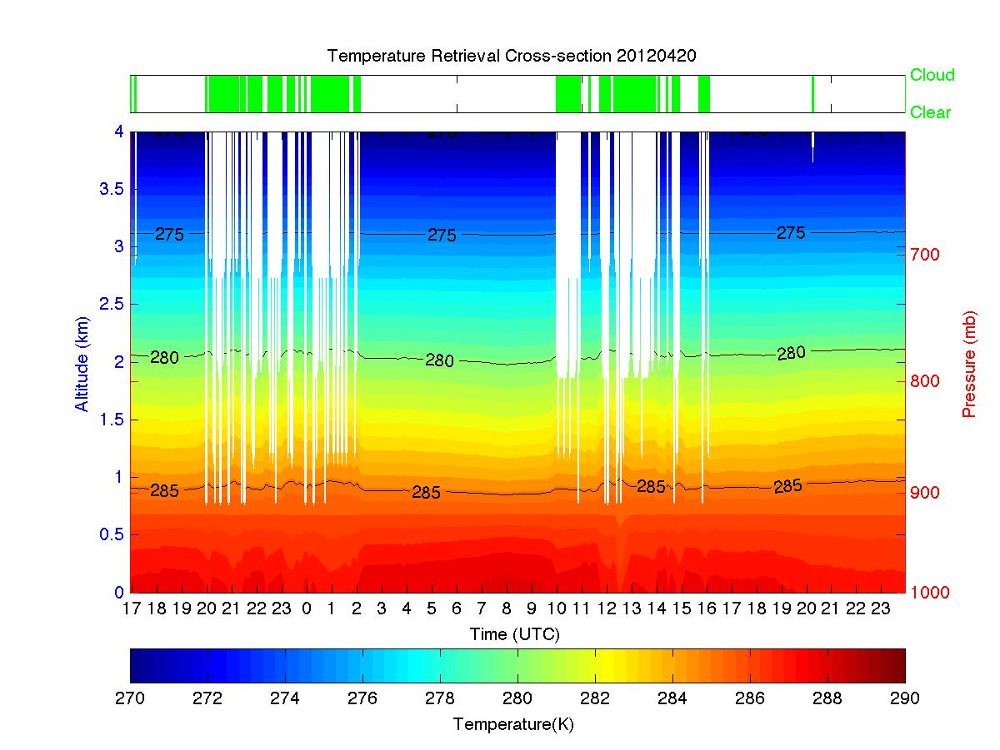 Temperature Retrieval Cross-section 20120420
Cloud
Clear
4
3.5
3
2.5
2
1.5
1
0.5
0
Altitude (km)
275 275 275
280 280 280
285 285 285 285
700
800
900
1000
Pressure (mb)
17 18 19 20 21 22 23 0 1 2 3 4 5 6 7 8 9 10 11 12 13 14 15 16 17 18 19 20 21 22 23
Time (UTC)
270 272 274 276 278 280 282 284 286 288 290
Temperature(K)